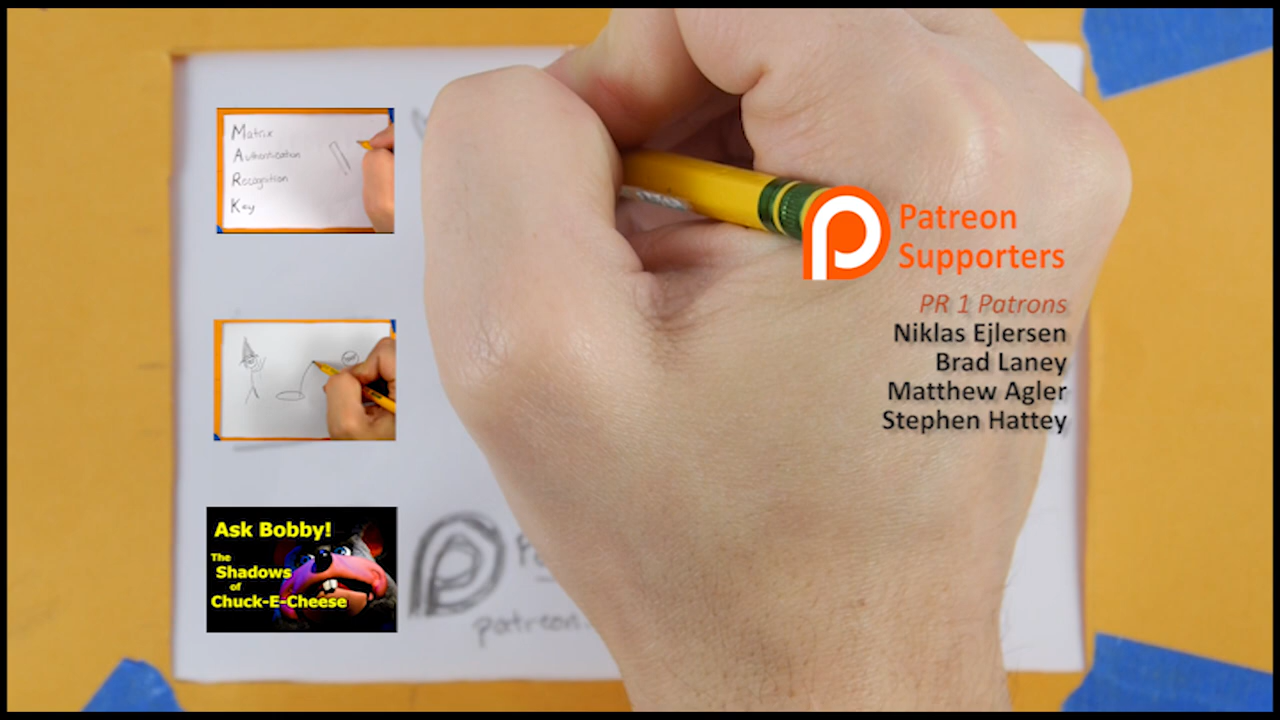 Matrix
Authentication
Recognition
Key
Patreon
Supporters
PR 1 Patrons
Niklas Ejlersen
Brad Laney
Matthew Agler
Stephen Hattey
Ask Bobby!
The
Shadows
of
Chuck-E-Cheese
patreon.